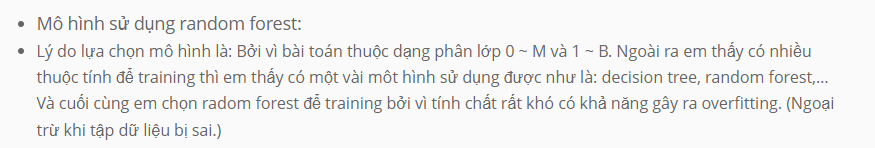 Mô hình sử dụng random forest:
Lý do lựa chọn mô hình là: Bởi vì bài toán thuộc dạng phân lớp 0 ~ M và 1 ~ B. Ngoài ra em thấy có nhiều
thuộc tính để training thì em thấy có một vài môt hình sử dụng được như là: decision tree, random forest,...
Và cuối cùng em chọn radom forest để training bởi vì tính chất rất khó có khả năng gây ra overfitting. (Ngoại
trừ khi tập dữ liệu bị sai.)